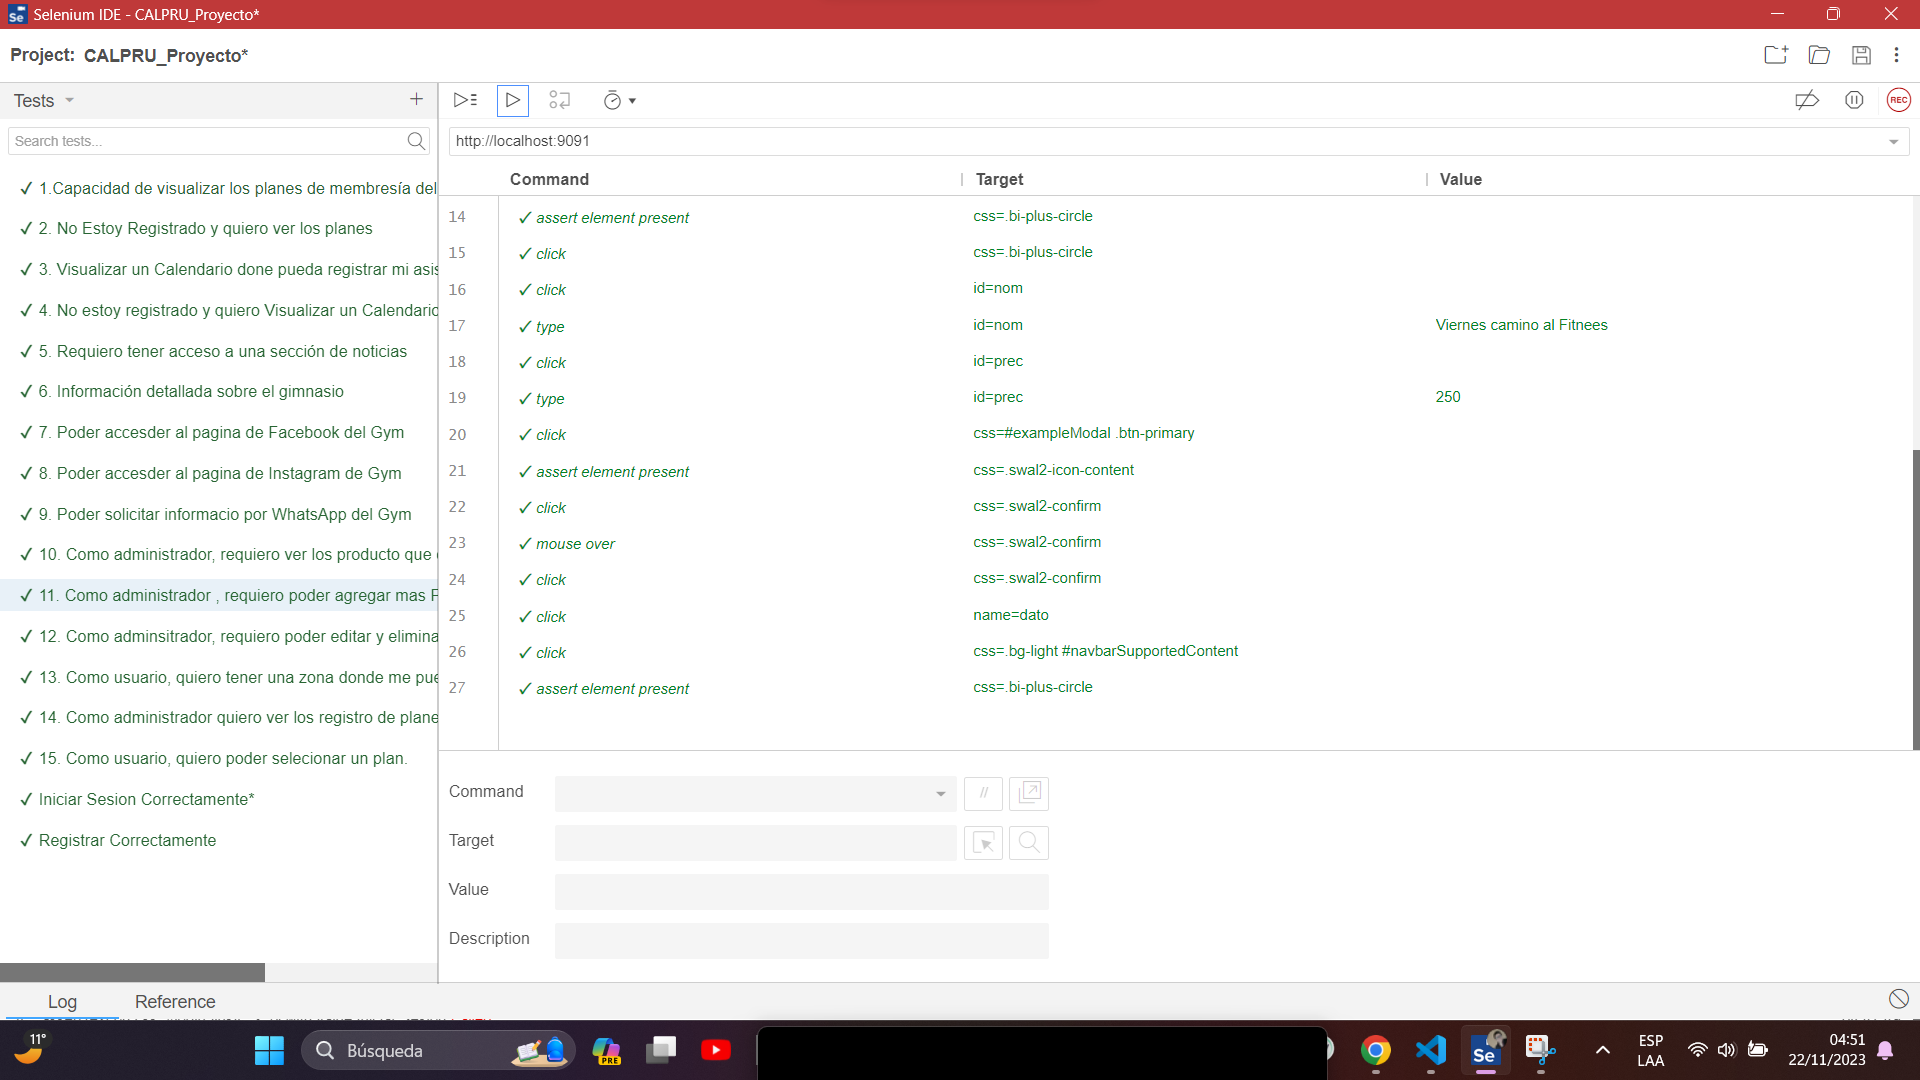 Selenium IDE - CALPRU_Proyecto*
Project: CALPRU_Proyecto*
Tests
Search tests...
✓ 1.Capacidad de visualizar los planes de membresía del
✓ 2. No Estoy Registrado y quiero ver los planes
✓ 3. Visualizar un Calendario done pueda registrar mi asis
✓ 4. No estoy registrado y quiero Visualizar un Calendario
✓ 5. Requiero tener acceso a una sección de noticias
✓ 6. Información detallada sobre el gimnasio
✓ 7. Poder accesder al pagina de Facebook del Gym
✓ 8. Poder accesder al pagina de Instagram de Gym
✓ 9. Poder solicitar informacio por WhatsApp del Gym
✓ 10. Como administrador, requiero ver los producto que
✓ 11. Como administrador , requiero poder agregar mas
✓ 12. Como adminsitrador, requiero poder editar y elimina
✓ 13. Como usuario, quiero tener una zona donde me pue
✓ 14. Como administrador quiero ver los registro de plane
✓ 15. Como usuario, quiero poder selecionar un plan.
✓ Iniciar Sesion Correctamente*
✓ Registrar Correctamente
REC
http://localhost:9091
Command Target Value
14 ✓ assert element present css=.bi-plus-circle
15 ✓ click css=.bi-plus-circle
16 ✓ click id=nom
17 ✓ type id=nom Viernes camino al Fitnees
18 ✓ click id=prec
19 ✓ type id=prec 250
20 ✓ click css=#exampleModal .btn-primary
21 ✓ assert element present css=.swal2-icon-content
22 ✓ click css=.swal2-confirm
23 ✓ mouse over css=.swal2-confirm
24 ✓ click css=.swal2-confirm
25 ✓ click name=dato
26 ✓ click css=.bg-light #navbarSupportedContent
27 ✓ assert element present css=.bi-plus-circle
Command //
Target
Value
Description
Log Reference
11°
Búsqueda
PRE
Se
ESP
LAA
04:51
22/11/2023